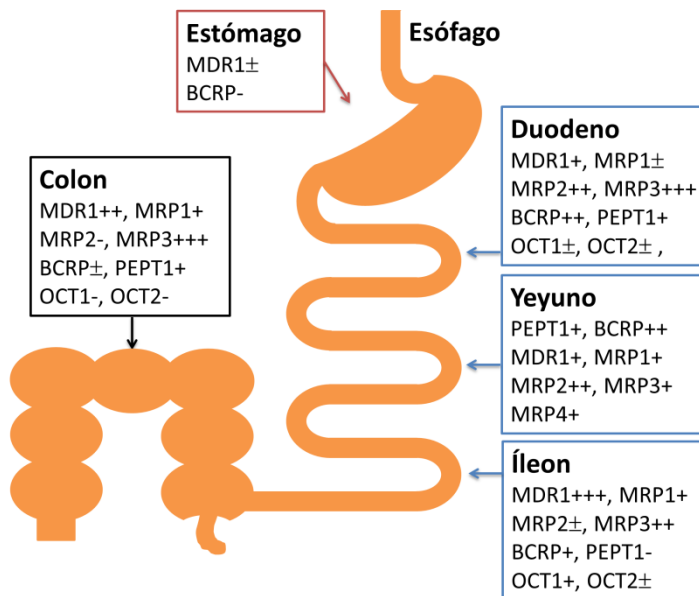 Estómago
MDR1±
BCRP-
Esófago
Duodeno
MDR1+, MRP1±
MRP2++, MRP3+++
BCRP++, PEPT1+
OCT1±, OCT2± ,
Colon
MDR1++, MRP1+
MRP2-, MRP3+++
BCRP±, PEPT1+
OCT1-, OCT2-
Yeyuno
PEPT1+, BCRP++
MDR1+, MRP1+
MRP2++, MRP3+
MRP4+
Íleon
MDR1+++, MRP1+
MRP2±, MRP3++
BCRP+, PEPT1-
OCT1+, OCT2±